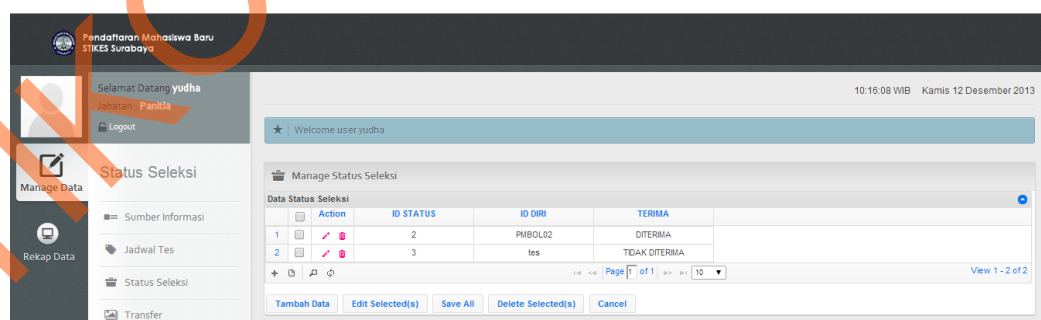 Pendaftaran Mahasiswa Baru
STIKES Surabaya
Selamat Datang yudha
Jabatan : Panitia
Logout
10:16:08 WIB Kamis 12 Desember 2013
Welcome user yudha
Manage Data
Rekap Data
Status Seleksi
Sumber Informasi
Jadwal Tes
Status Seleksi
Transfer
Manage Status Seleksi
Data Status Seleksi
Action ID STATUS ID DIRI TERIMA
1 2 PMBOL02 DITERIMA
2 3 tes TIDAK DITERIMA
Page 1 of 1 10 View 1 - 2 of 2
Tambah Data Edit Selected(s) Save All Delete Selected(s) Cancel